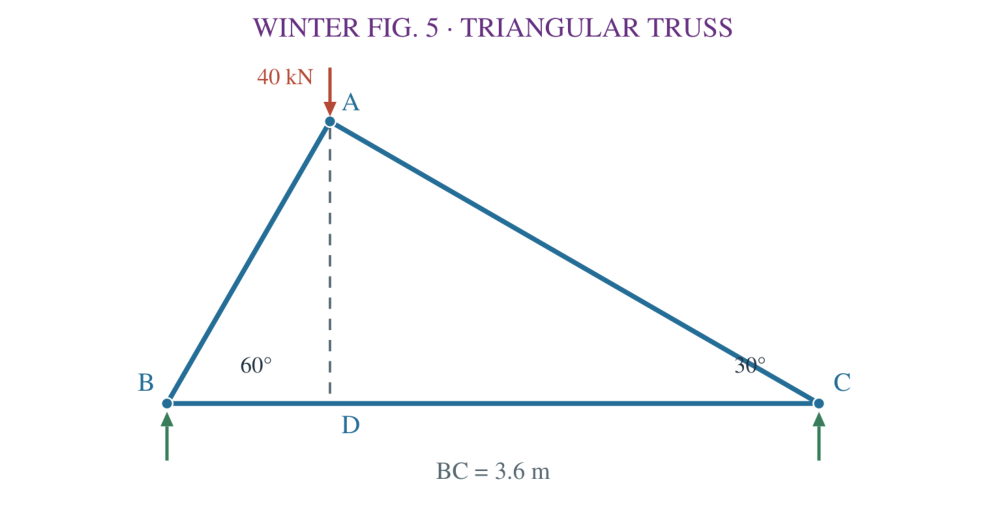 WINTER FIG. 5 · TRIANGULAR TRUSS
40 kN
A
60°
30°
B
C
D
BC = 3.6 m